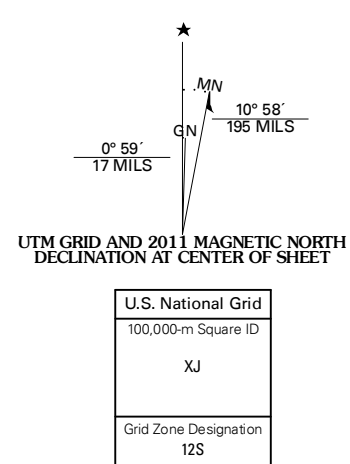 MN
GN
10° 58´
195 MILS
0° 59´
17 MILS
UTM GRID AND 2011 MAGNETIC NORTH
DECLINATION AT CENTER OF SHEET
U.S. National Grid
100,000-m Square ID
XJ
Grid Zone Designation
12S